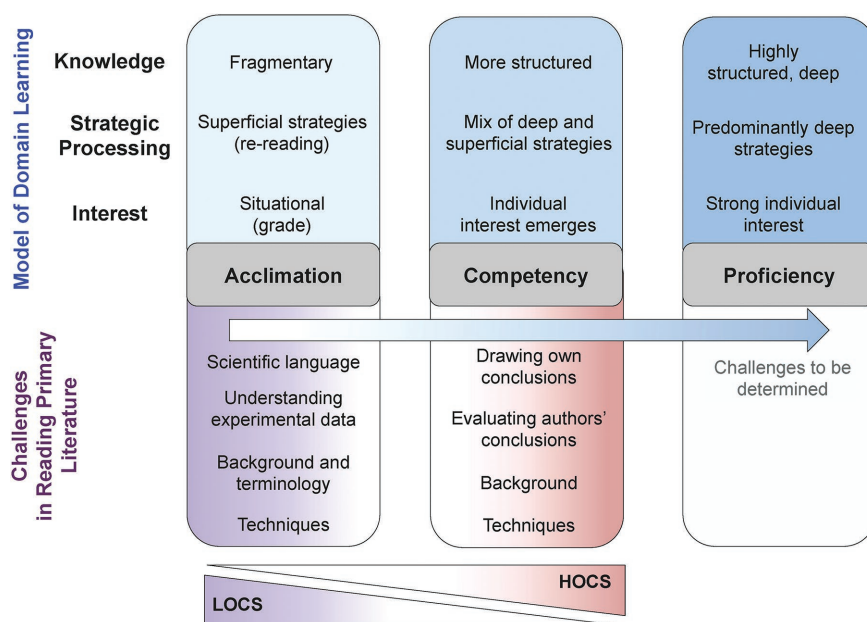 Model of Domain Learning
Knowledge
Fragmentary
More structured
Highly
structured, deep
Strategic
Processing
Superficial strategies
(re-reading)
Mix of deep and
superficial strategies
Predominantly deep
strategies
Interest
Situational
(grade)
Individual
interest emerges
Strong individual
interest
Acclimation
Competency
Proficiency
Challenges
in Reading Primary
Literature
Scientific language
Understanding
experimental data
Background and
terminology
Techniques
Drawing own
conclusions
Evaluating authors’
conclusions
Background
Techniques
Challenges to be
determined
HOCS
LOCS